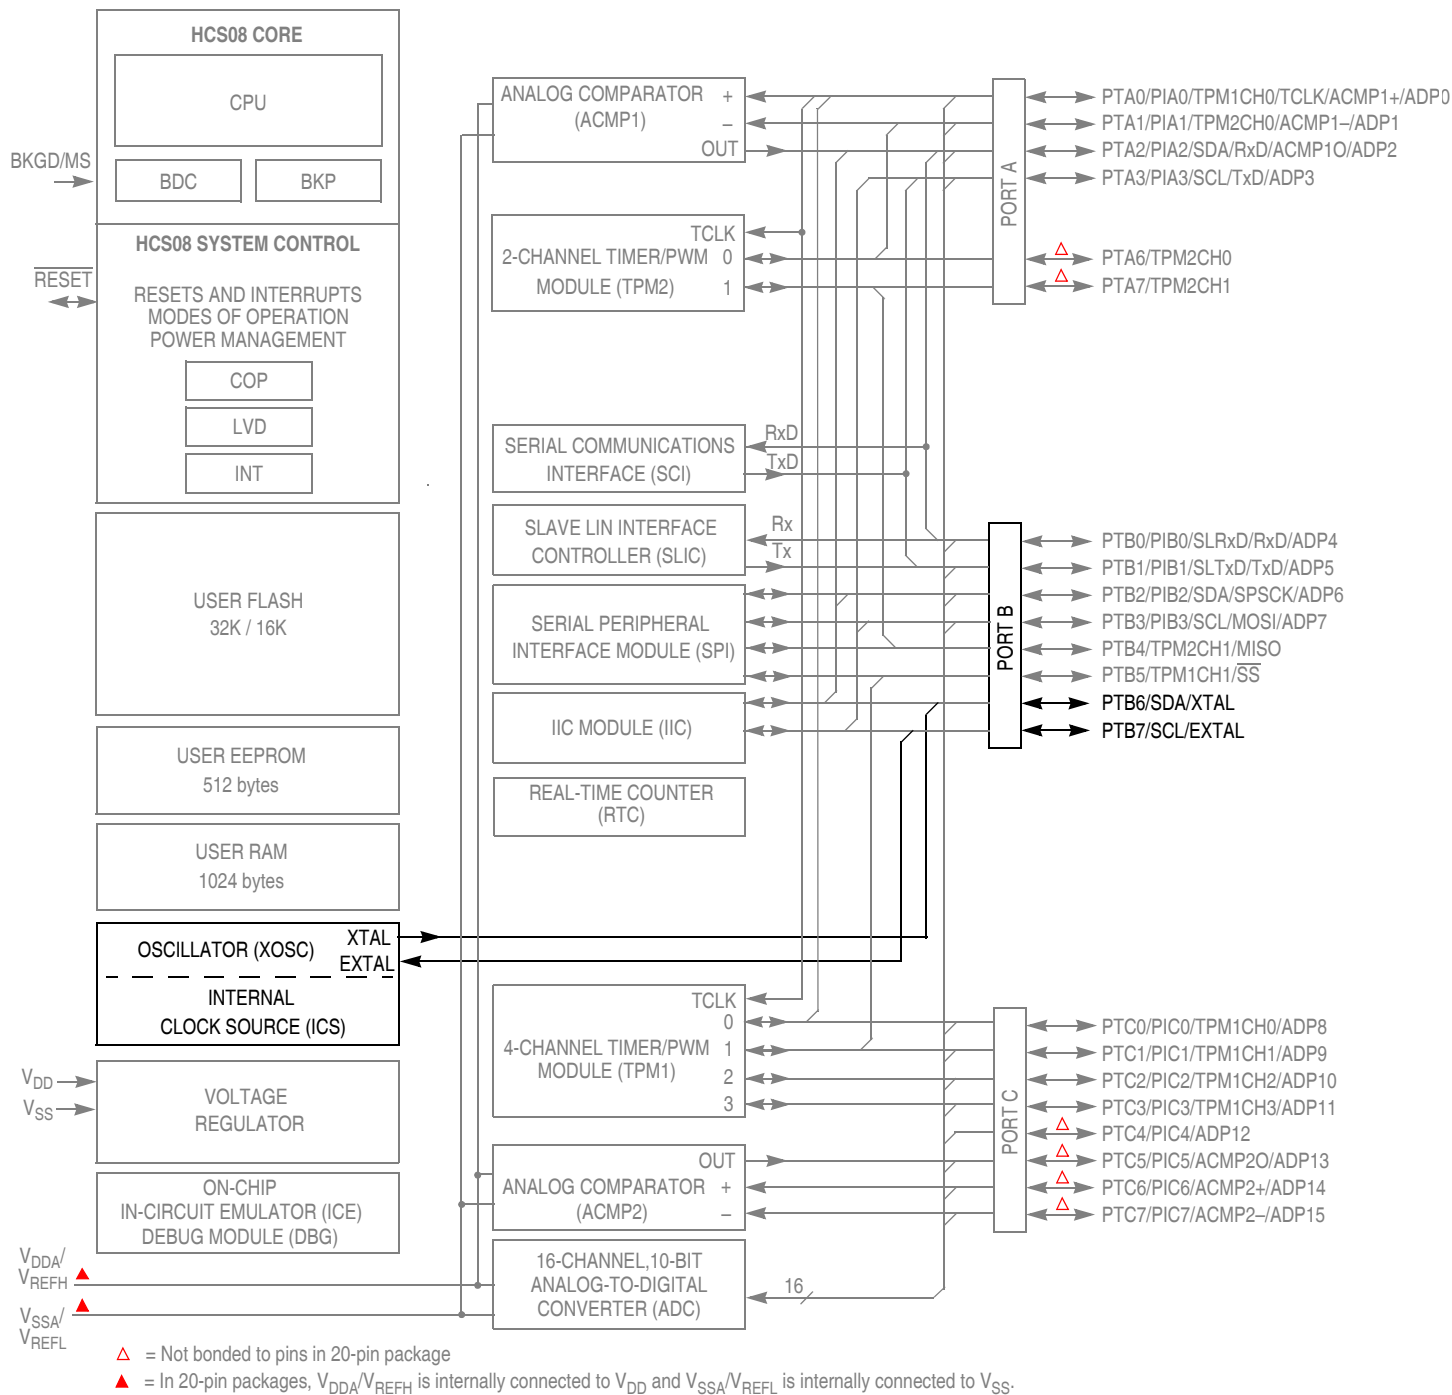 HCS08 CORE
CPU
BKGD/MS
BDC
BKP
HCS08 SYSTEM CONTROL
RESET
RESETS AND INTERRUPTS
MODES OF OPERATION
POWER MANAGEMENT
COP
LVD
INT
USER FLASH
32K / 16K
USER EEPROM
512 bytes
USER RAM
1024 bytes
OSCILLATOR (XOSC)
XTAL
EXTAL
INTERNAL
CLOCK SOURCE (ICS)
VDD
VSS
VOLTAGE
REGULATOR
ON-CHIP
IN-CIRCUIT EMULATOR (ICE)
DEBUG MODULE (DBG)
VDDA/
VREFH
VSSA/
VREFL
ANALOG COMPARATOR
(ACMP1)
+
–
OUT
TCLK
2-CHANNEL TIMER/PWM
MODULE (TPM2)
0
1
SERIAL COMMUNICATIONS
INTERFACE (SCI)
RxD
TxD
SLAVE LIN INTERFACE
CONTROLLER (SLIC)
Rx
Tx
SERIAL PERIPHERAL
INTERFACE MODULE (SPI)
IIC MODULE (IIC)
REAL-TIME COUNTER
(RTC)
TCLK
0
4-CHANNEL TIMER/PWM
MODULE (TPM1)
1
2
3
OUT
ANALOG COMPARATOR
(ACMP2)
+
–
16-CHANNEL,10-BIT
ANALOG-TO-DIGITAL
CONVERTER (ADC)
16
PORT A
PTA0/PIA0/TPM1CH0/TCLK/ACMP1+/ADP0
PTA1/PIA1/TPM2CH0/ACMP1–/ADP1
PTA2/PIA2/SDA/RxD/ACMP1O/ADP2
PTA3/PIA3/SCL/TxD/ADP3
PTA6/TPM2CH0
PTA7/TPM2CH1
PORT B
PTB0/PIB0/SLRxD/RxD/ADP4
PTB1/PIB1/SLTxD/TxD/ADP5
PTB2/PIB2/SDA/SPSCK/ADP6
PTB3/PIB3/SCL/MOSI/ADP7
PTB4/TPM2CH1/MISO
PTB5/TPM1CH1/SS
PTB6/SDA/XTAL
PTB7/SCL/EXTAL
PORT C
PTC0/PIC0/TPM1CH0/ADP8
PTC1/PIC1/TPM1CH1/ADP9
PTC2/PIC2/TPM1CH2/ADP10
PTC3/PIC3/TPM1CH3/ADP11
PTC4/PIC4/ADP12
PTC5/PIC5/ACMP2O/ADP13
PTC6/PIC6/ACMP2+/ADP14
PTC7/PIC7/ACMP2–/ADP15
△ = Not bonded to pins in 20-pin package
▲ = In 20-pin packages, VDDA/VREFH is internally connected to VDD and VSSA/VREFL is internally connected to VSS.